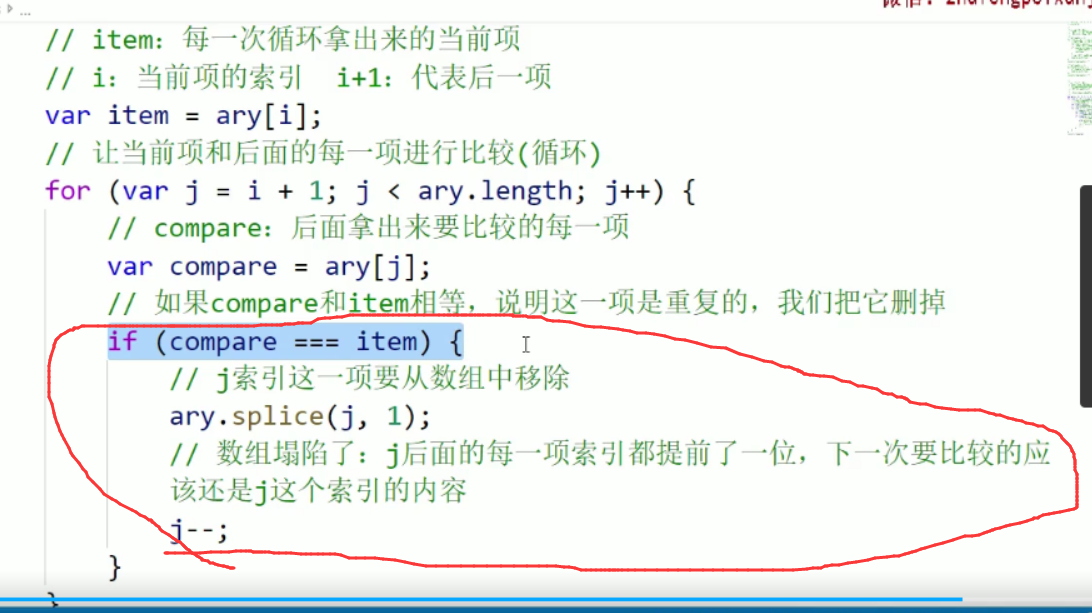 // item：每一次循环拿出来的当前项
// i：当前项的索引  i+1：代表后一项
var item = ary[i];
// 让当前项和后面的每一项进行比较(循环)
for (var j = i + 1; j < ary.length; j++) {
// compare：后面拿出来要比较的每一项
var compare = ary[j];
// 如果compare和item相等，说明这一项是重复的，我们把它删掉
if (compare === item) {
// j索引这一项要从数组中移除
ary.splice(j, 1);
// 数组塌陷了：j后面的每一项索引都提前了一位，下一次要比较的应
该还是j这个索引的内容
j--;
}
}